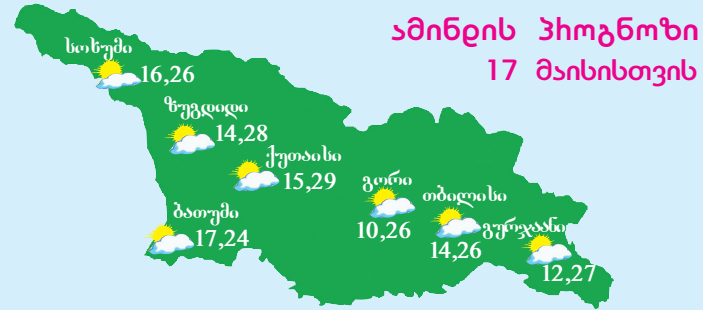 ამინდის პროგნოზი
17 მაისისთვის
სოხუმი
16,26
ზუგდიდი
14,28
ქუთაისი
15,29
გორი
10,26
თბილისი
14,26
გურჯაანი
12,27
ბათუმი
17,24